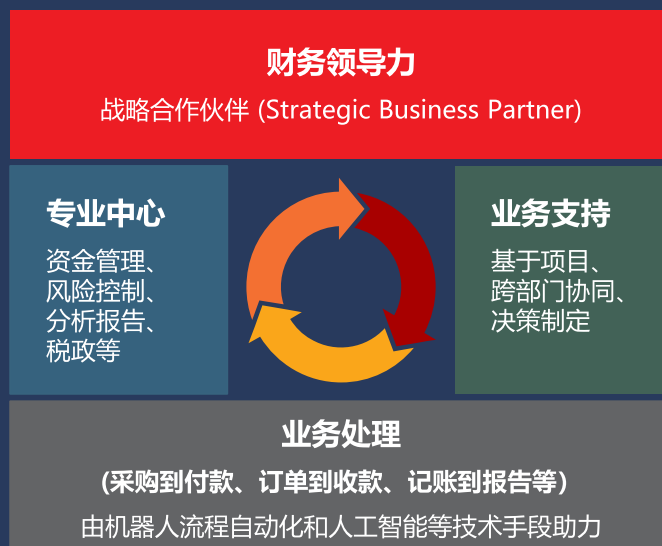 财务领导力
战略合作伙伴 (Strategic Business Partner)
专业中心
资金管理、
风险控制、
分析报告、
税政等
业务支持
基于项目、
跨部门协同、
决策制定
业务处理
(采购到付款、订单到收款、记账到报告等）
由机器人流程自动化和人工智能等技术手段助力